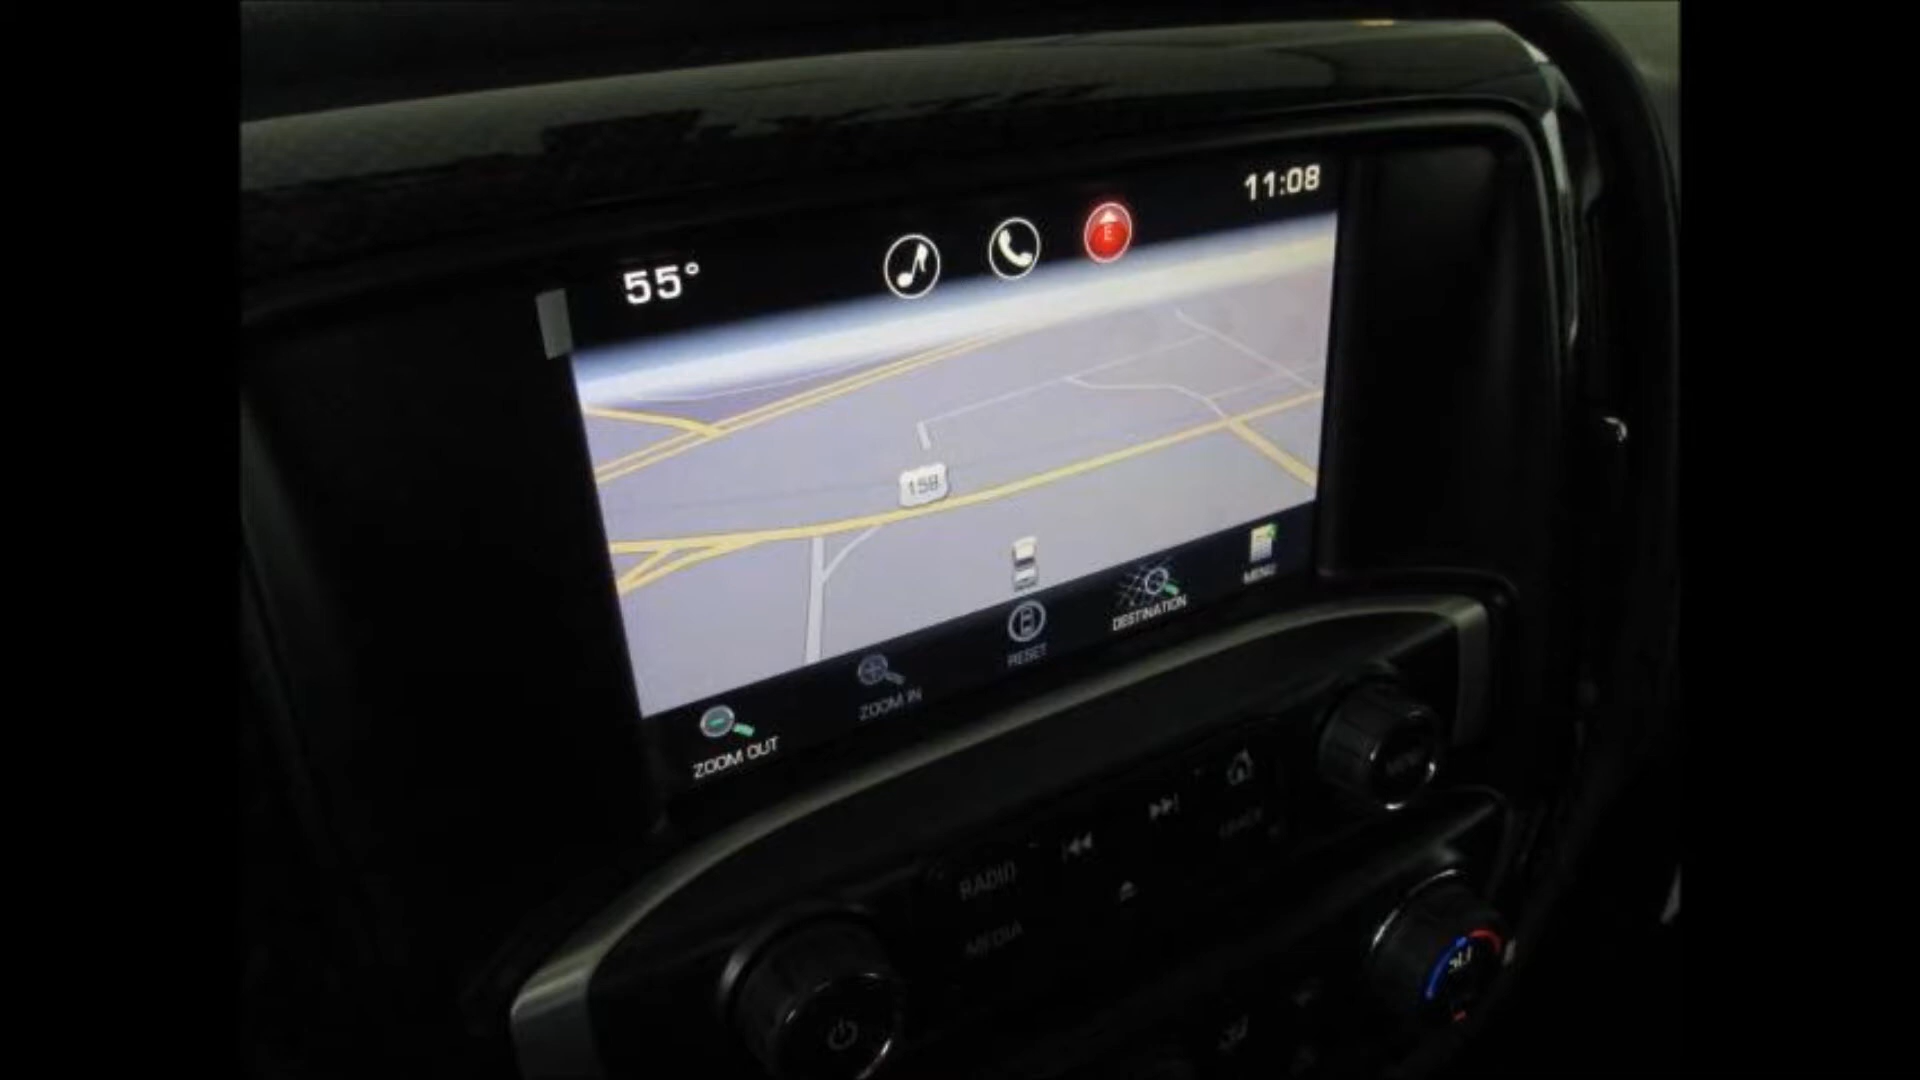 11:08
55°
E
158
MENU
DESTINATION
RESET
ZOOM IN
ZOOM OUT
RADIO
MEDIA